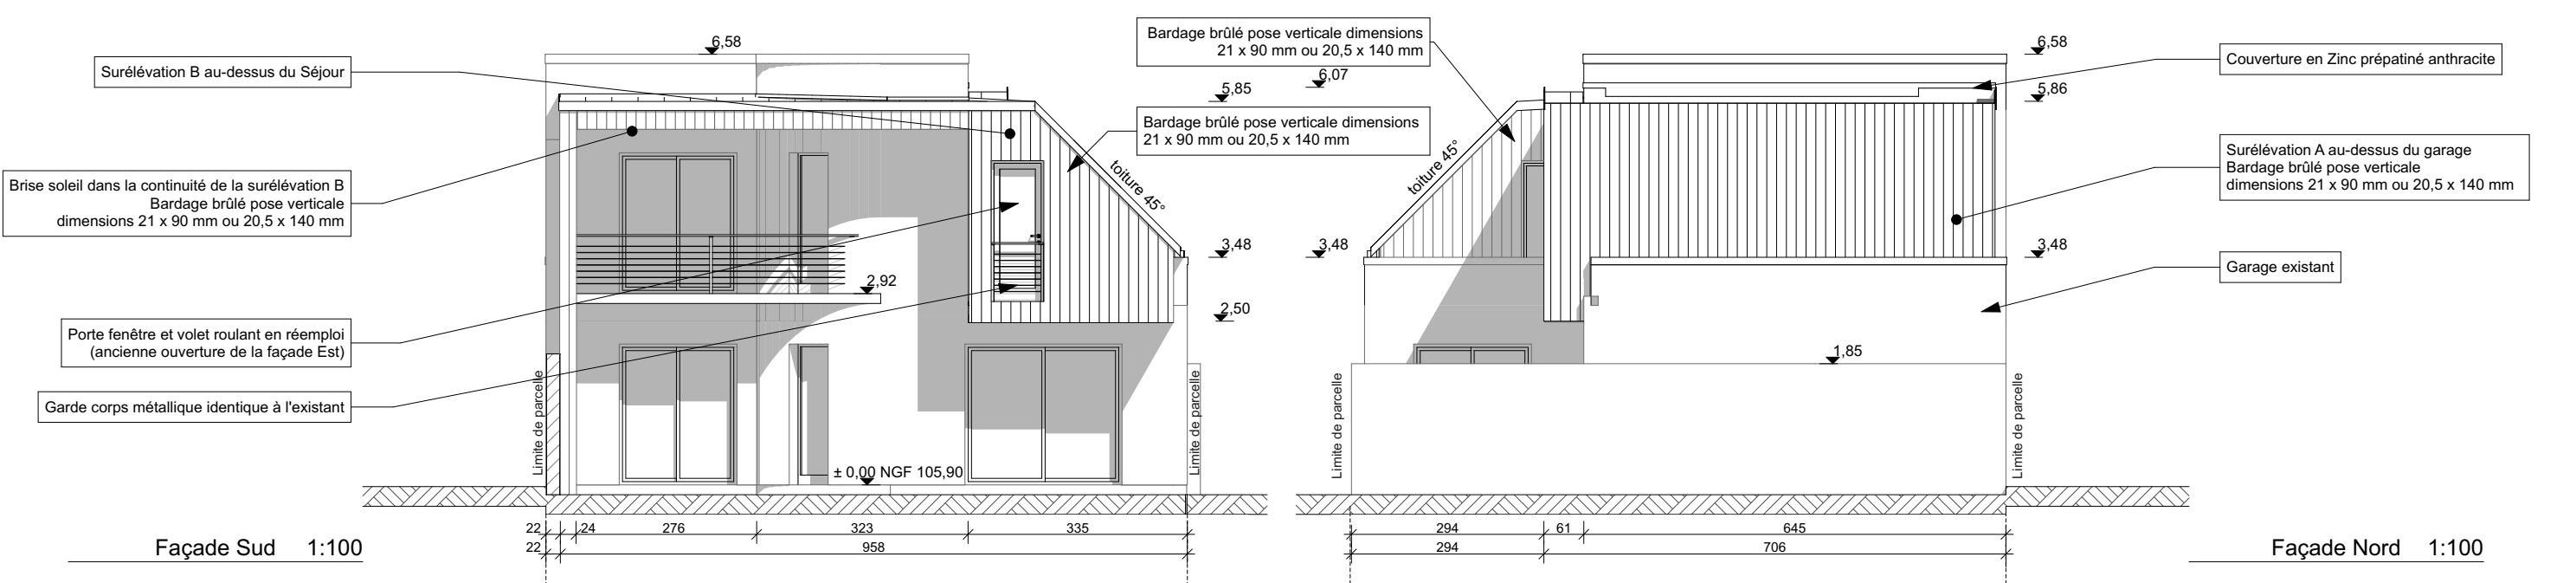 Surélévation B au-dessus du Séjour
Brise soleil dans la continuité de la surélévation B
Bardage brûlé pose verticale
dimensions 21 x 90 mm ou 20,5 x 140 mm
Porte fenêtre et volet roulant en réemploi
(ancienne ouverture de la façade Est)
Garde corps métallique identique à l'existant
6,58
2,92
± 0,00 NGF 105,90
toiture 45°
Limite de parcelle
Limite de parcelle
5,85
3,48
2,50
22
24
276
323
335
22
958
Façade Sud 1:100
Bardage brûlé pose verticale dimensions
21 x 90 mm ou 20,5 x 140 mm
Bardage brûlé pose verticale dimensions
21 x 90 mm ou 20,5 x 140 mm
6,07
3,48
toiture 45°
Limite de parcelle
1,85
Limite de parcelle
6,58
5,86
3,48
Couverture en Zinc prépatiné anthracite
Surélévation A au-dessus du garage
Bardage brûlé pose verticale
dimensions 21 x 90 mm ou 20,5 x 140 mm
Garage existant
294
61
645
294
706
Façade Nord 1:100